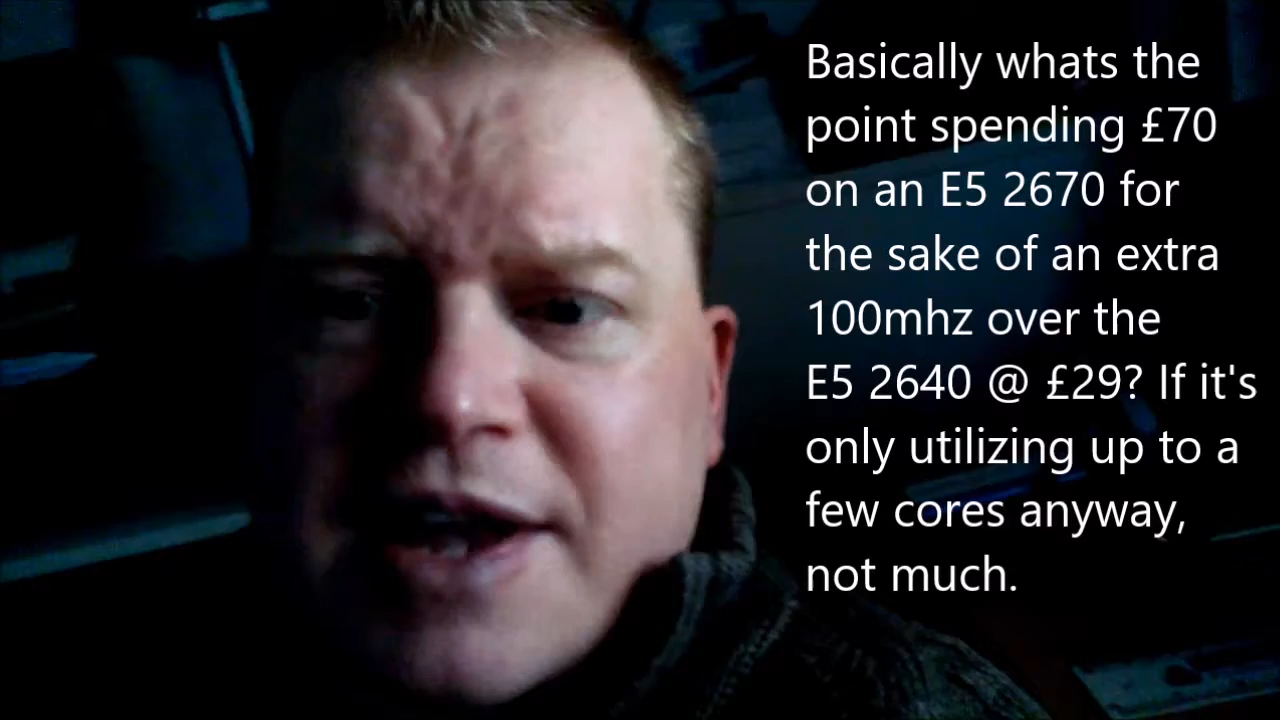 Basically whats the
point spending £70
on an E5 2670 for
the sake of an extra
100mhz over the
E5 2640 @ £29? If it's
only utilizing up to a
few cores anyway,
not much.